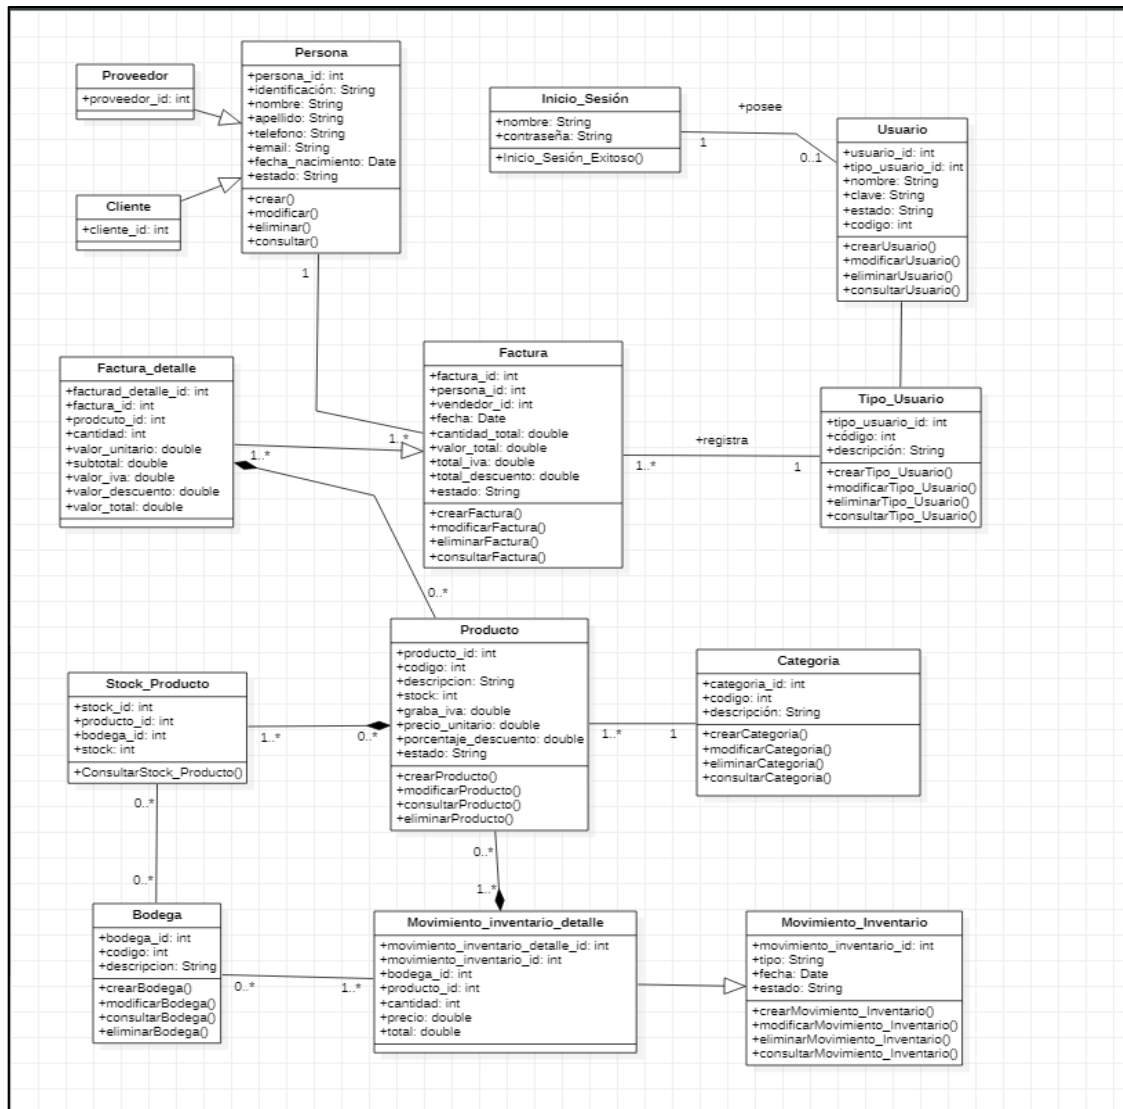 Persona
+persona_id: int
+identificación: String
+nombre: String
+apellido: String
+telefono: String
+email: String
+fecha_nacimiento: Date
+estado: String
+crear()
+modificar()
+eliminar()
+consultar()
Proveedor
+proveedor_id: int
Cliente
+cliente_id: int
Inicio_Sesión
+nombre: String
+contraseña: String
+Inicio_Sesión_Exitoso()
+posee
1
0..1
Usuario
+usuario_id: int
+tipo_usuario_id: int
+nombre: String
+clave: String
+estado: String
+codigo: int
+crearUsuario()
+modificarUsuario()
+eliminarUsuario()
+consultarUsuario()
1
Factura_detalle
+facturad_detalle_id: int
+factura_id: int
+prodcuto_id: int
+cantidad: int
+valor_unitario: double
+subtotal: double
+valor_iva: double
+valor_descuento: double
+valor_total: double
1..*
1..*
Factura
+factura_id: int
+persona_id: int
+vendedor_id: int
+fecha: Date
+cantidad_total: double
+valor_total: double
+total_iva: double
+total_descuento: double
+estado: String
+crearFactura()
+modificarFactura()
+eliminarFactura()
+consultarFactura()
+registra
1..*
1
Tipo_Usuario
+tipo_usuario_id: int
+código: int
+descripción: String
+crearTipo_Usuario()
+modificarTipo_Usuario()
+eliminarTipo_Usuario()
+consultarTipo_Usuario()
0..*
Producto
+producto_id: int
+codigo: int
+descripcion: String
+stock: int
+graba_iva: double
+precio_unitario: double
+porcentaje_descuento: double
+estado: String
+crearProducto()
+modificarProducto()
+consultarProducto()
+eliminarProducto()
Stock_Producto
+stock_id: int
+producto_id: int
+bodega_id: int
+stock: int
+ConsultarStock_Producto()
1..*
0..*
1..*
1
Categoria
+categoria_id: int
+codigo: int
+descripción: String
+crearCategoria()
+modificarCategoria()
+eliminarCategoria()
+consultarCategoria()
0..*
0..*
0..*
1..*
Bodega
+bodega_id: int
+codigo: int
+descripcion: String
+crearBodega()
+modificarBodega()
+consultarBodega()
+eliminarBodega()
0..*
1..*
Movimiento_inventario_detalle
+movimiento_inventario_detalle_id: int
+movimiento_inventario_id: int
+bodega_id: int
+producto_id: int
+cantidad: int
+precio: double
+total: double
Movimiento_Inventario
+movimiento_inventario_id: int
+tipo: String
+fecha: Date
+estado: String
+crearMovimiento_Inventario()
+modificarMovimiento_Inventario()
+eliminarMovimiento_Inventario()
+consultarMovimiento_Inventario()